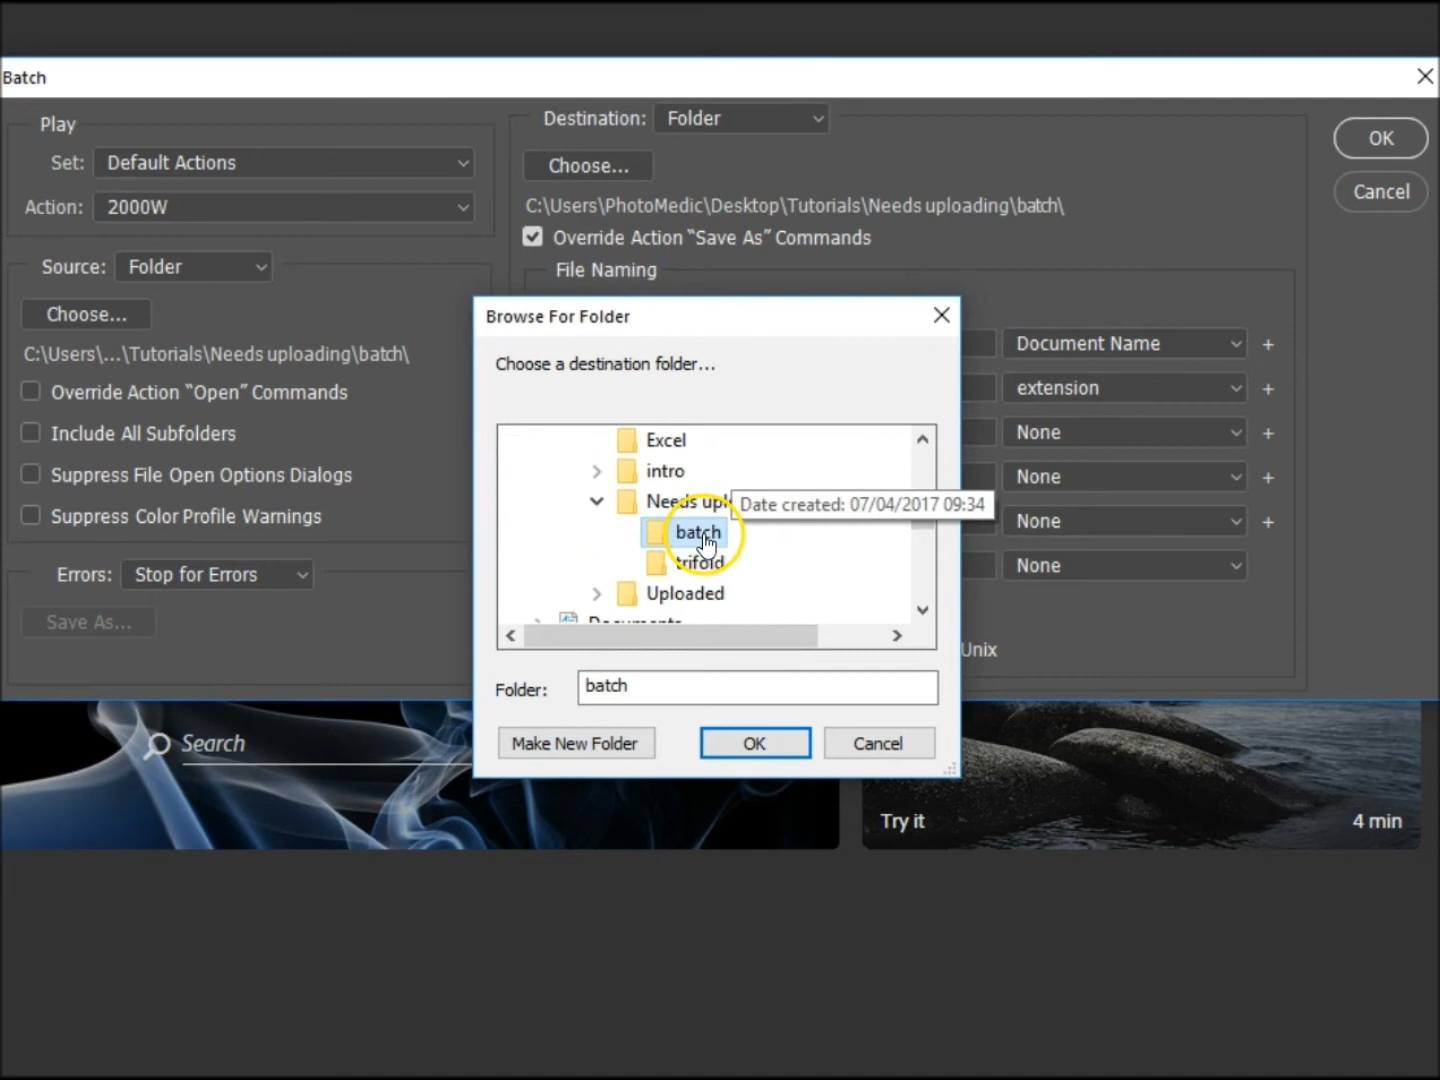 Batch
Play
Set: Default Actions
Action: 2000W
Source: Folder
Choose...
C:\Users\...\Tutorials\Needs uploading\batch\
Override Action "Open" Commands
Include All Subfolders
Suppress File Open Options Dialogs
Suppress Color Profile Warnings
Errors: Stop for Errors
Save As...
Destination: Folder
Choose...
C:\Users\PhotoMedic\Desktop\Tutorials\Needs uploading\batch\
Override Action "Save As" Commands
File Naming
Document Name +
extension +
None +
None +
None +
None
Unix
OK
Cancel
Browse For Folder
Choose a destination folder...
Excel
intro
Needs upl
Date created: 07/04/2017 09:34
batch
trifold
Uploaded
Documents
Folder: batch
Make New Folder
OK
Cancel
Search
Try it
4 min